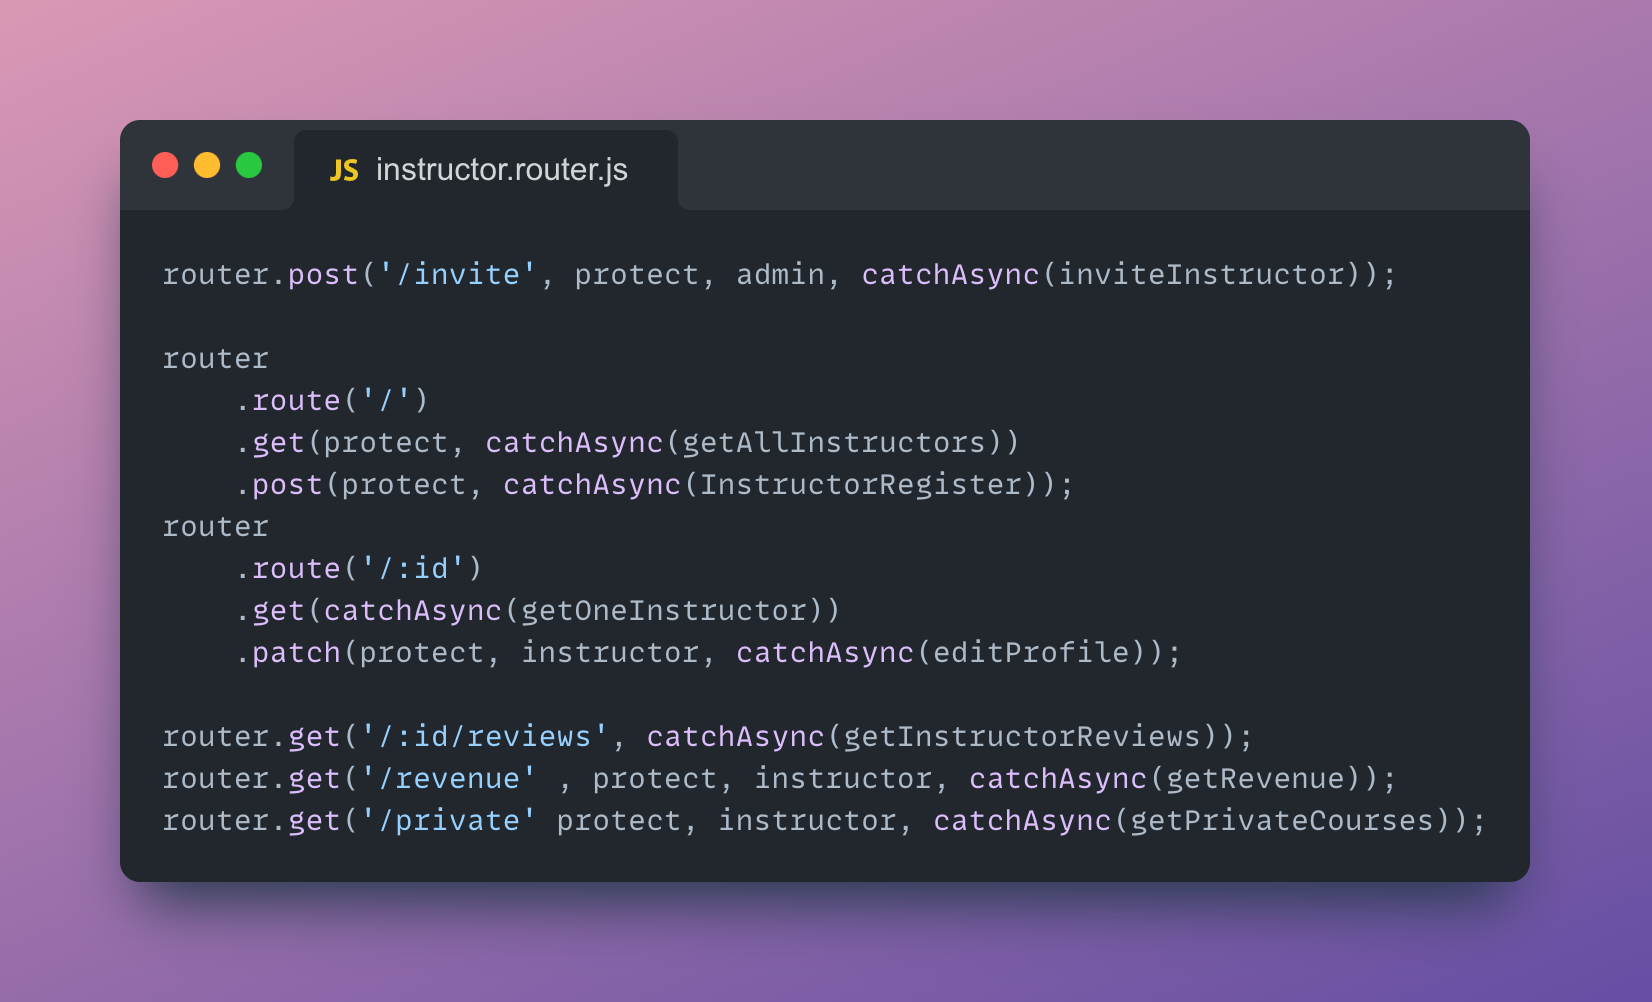 JS instructor.router.js
router.post('/invite', protect, admin, catchAsync(inviteInstructor));
router
    .route('/')
    .get(protect, catchAsync(getAllInstructors))
    .post(protect, catchAsync(InstructorRegister));
router
    .route('/:id')
    .get(catchAsync(getOneInstructor))
    .patch(protect, instructor, catchAsync(editProfile));
router.get('/:id/reviews', catchAsync(getInstructorReviews));
router.get('/revenue' , protect, instructor, catchAsync(getRevenue));
router.get('/private' protect, instructor, catchAsync(getPrivateCourses));